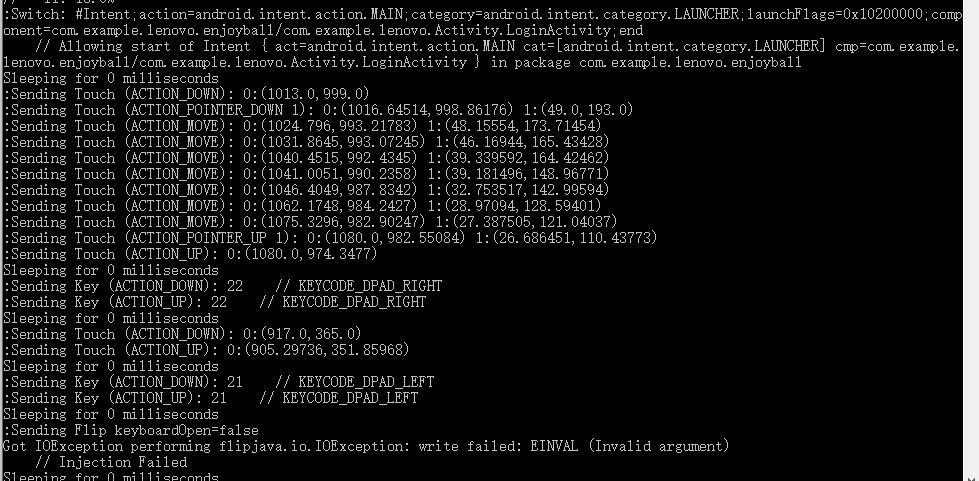 :Switch: #Intent;action=android.intent.action.MAIN;category=android.intent.category.LAUNCHER;launchFlags=0x10200000;comp
onent=com.example.lenovo.enjoyball/com.example.lenovo.Activity.LoginActivity;end
// Allowing start of Intent { act=android.intent.action.MAIN cat=[android.intent.category.LAUNCHER] cmp=com.example.
lenovo.enjoyball/com.example.lenovo.Activity.LoginActivity } in package com.example.lenovo.enjoyball
Sleeping for 0 milliseconds
:Sending Touch (ACTION_DOWN): 0:(1013.0,999.0)
:Sending Touch (ACTION_POINTER_DOWN 1): 0:(1016.64514,998.86176) 1:(49.0,193.0)
:Sending Touch (ACTION_MOVE): 0:(1024.796,993.21783) 1:(48.15554,173.71454)
:Sending Touch (ACTION_MOVE): 0:(1031.8645,993.07245) 1:(46.16944,165.43428)
:Sending Touch (ACTION_MOVE): 0:(1040.4515,992.4345) 1:(39.339592,164.42462)
:Sending Touch (ACTION_MOVE): 0:(1041.0051,990.2358) 1:(39.181496,148.96771)
:Sending Touch (ACTION_MOVE): 0:(1046.4049,987.8342) 1:(32.753517,142.99594)
:Sending Touch (ACTION_MOVE): 0:(1062.1748,984.2427) 1:(28.97094,128.59401)
:Sending Touch (ACTION_MOVE): 0:(1075.3296,982.90247) 1:(27.387505,121.04037)
:Sending Touch (ACTION_POINTER_UP 1): 0:(1080.0,982.55084) 1:(26.686451,110.43773)
:Sending Touch (ACTION_UP): 0:(1080.0,974.3477)
Sleeping for 0 milliseconds
:Sending Key (ACTION_DOWN): 22    // KEYCODE_DPAD_RIGHT
:Sending Key (ACTION_UP): 22    // KEYCODE_DPAD_RIGHT
Sleeping for 0 milliseconds
:Sending Touch (ACTION_DOWN): 0:(917.0,365.0)
:Sending Touch (ACTION_UP): 0:(905.29736,351.85968)
Sleeping for 0 milliseconds
:Sending Key (ACTION_DOWN): 21    // KEYCODE_DPAD_LEFT
:Sending Key (ACTION_UP): 21    // KEYCODE_DPAD_LEFT
Sleeping for 0 milliseconds
:Sending Flip keyboardOpen=false
Got IOException performing flipjava.io.IOException: write failed: EINVAL (Invalid argument)
// Injection Failed
Sleeping for 0 milliseconds